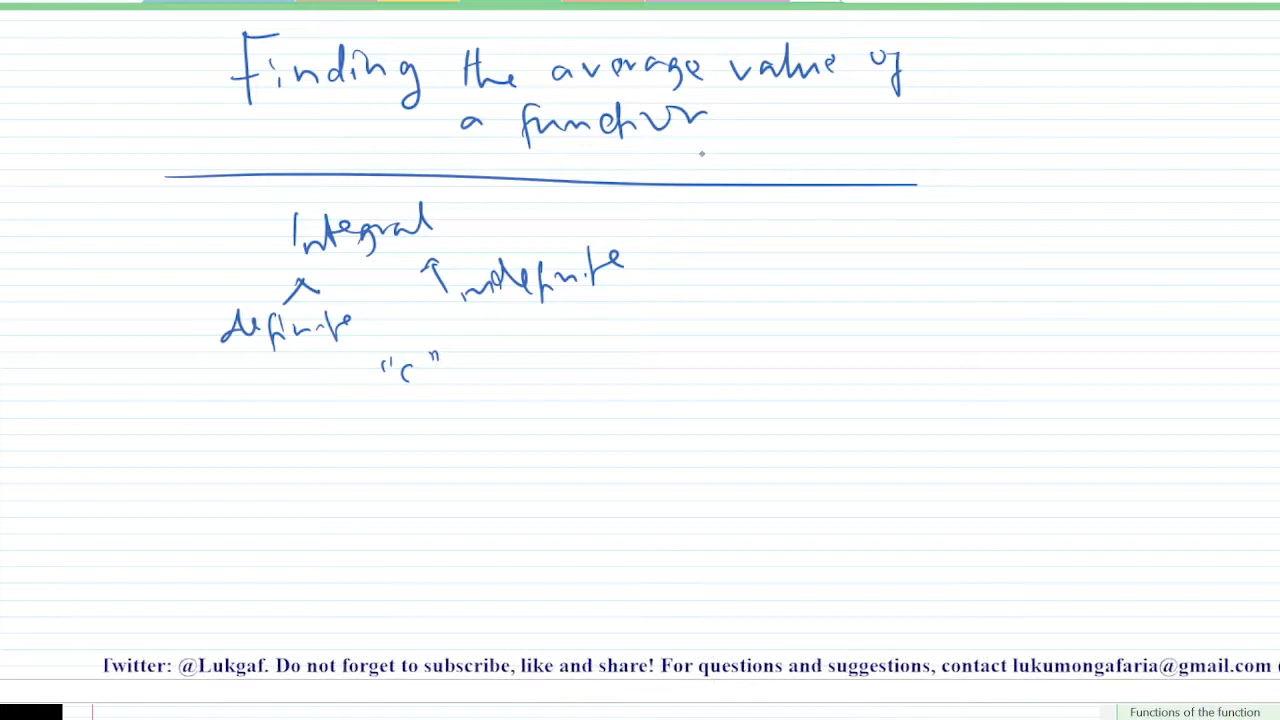 Finding the average value of
a function
Integral
indefinite
definite
"c"
Twitter: @Lukgaf. Do not forget to subscribe, like and share! For questions and suggestions, contact lukumongafaria@gmail.com (
Functions of the function